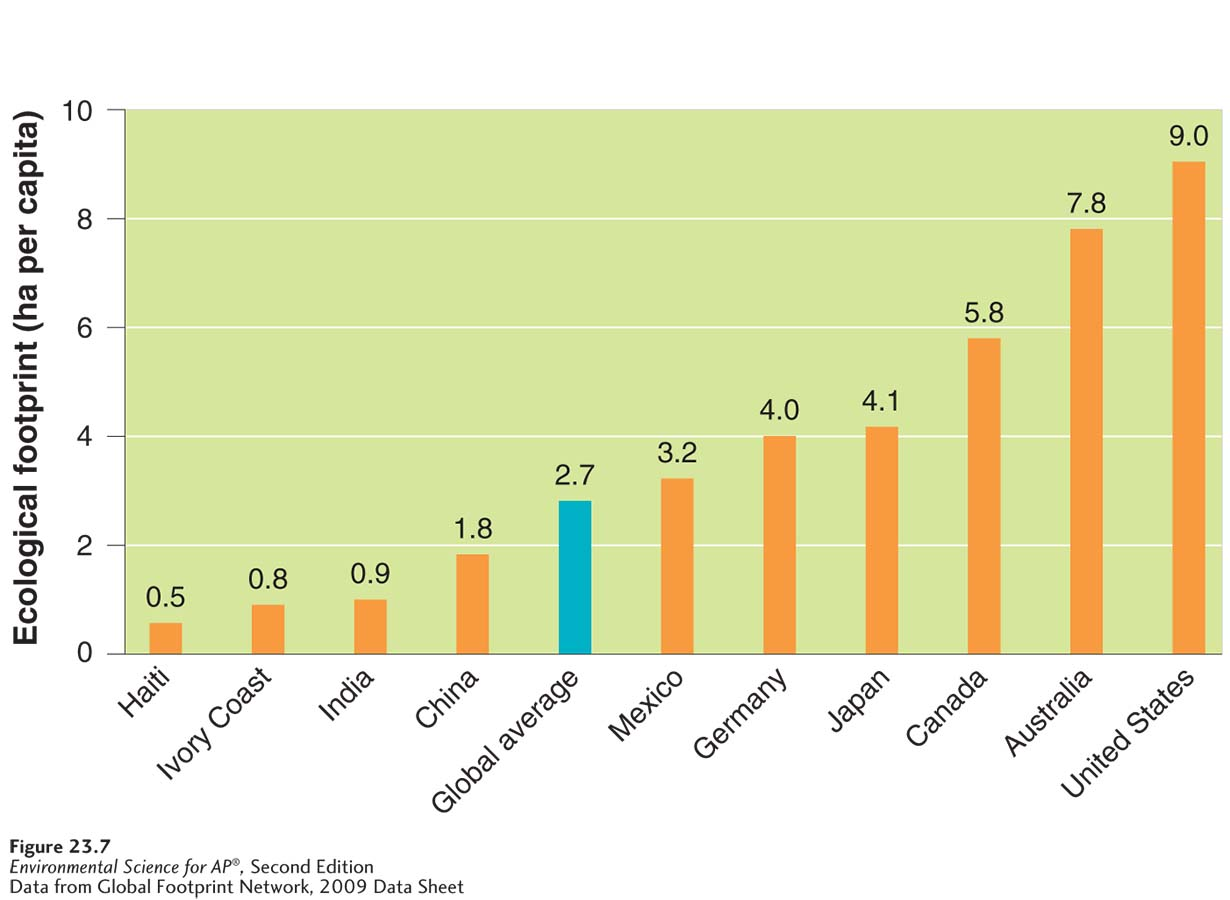 Ecological footprint (ha per capita)
10
8
6
4
2
0
0.5
0.8
0.9
1.8
2.7
3.2
4.0
4.1
5.8
7.8
9.0
Haiti
Ivory Coast
India
China
Global average
Mexico
Germany
Japan
Canada
Australia
United States
Figure 23.7
Environmental Science for AP®, Second Edition
Data from Global Footprint Network, 2009 Data Sheet